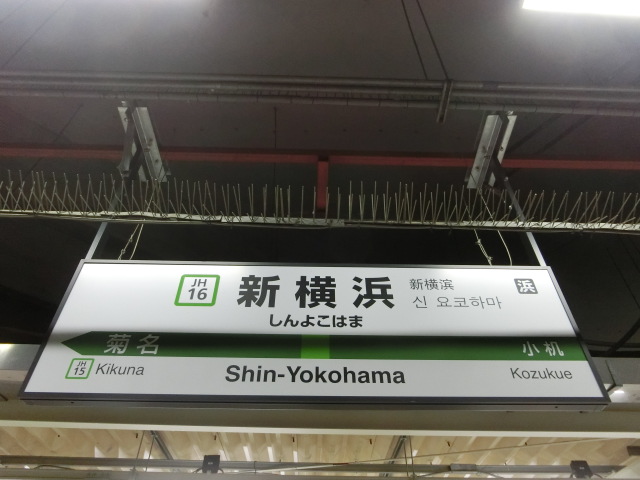 JH
16
新横浜
新横滨
신 요코하마
浜
しんよこはま
菊名
小机
JH
15
Kikuna
Shin-Yokohama
Kozukue